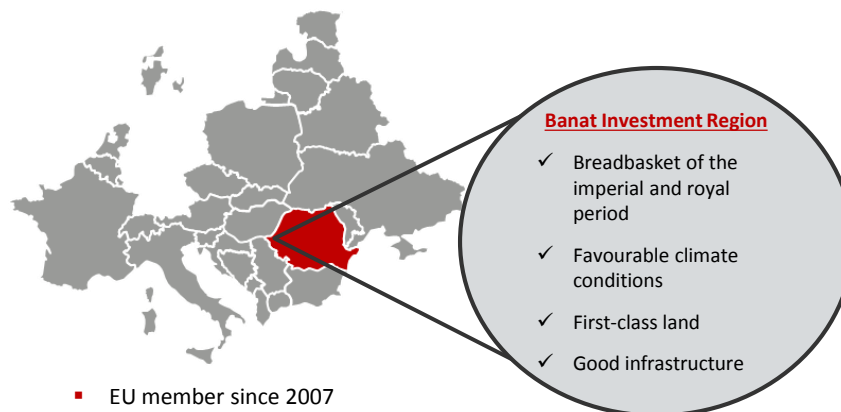 Banat Investment Region
✓ Breadbasket of the
imperial and royal
period
✓ Favourable climate
conditions
✓ First-class land
✓ Good infrastructure
▪ EU member since 2007